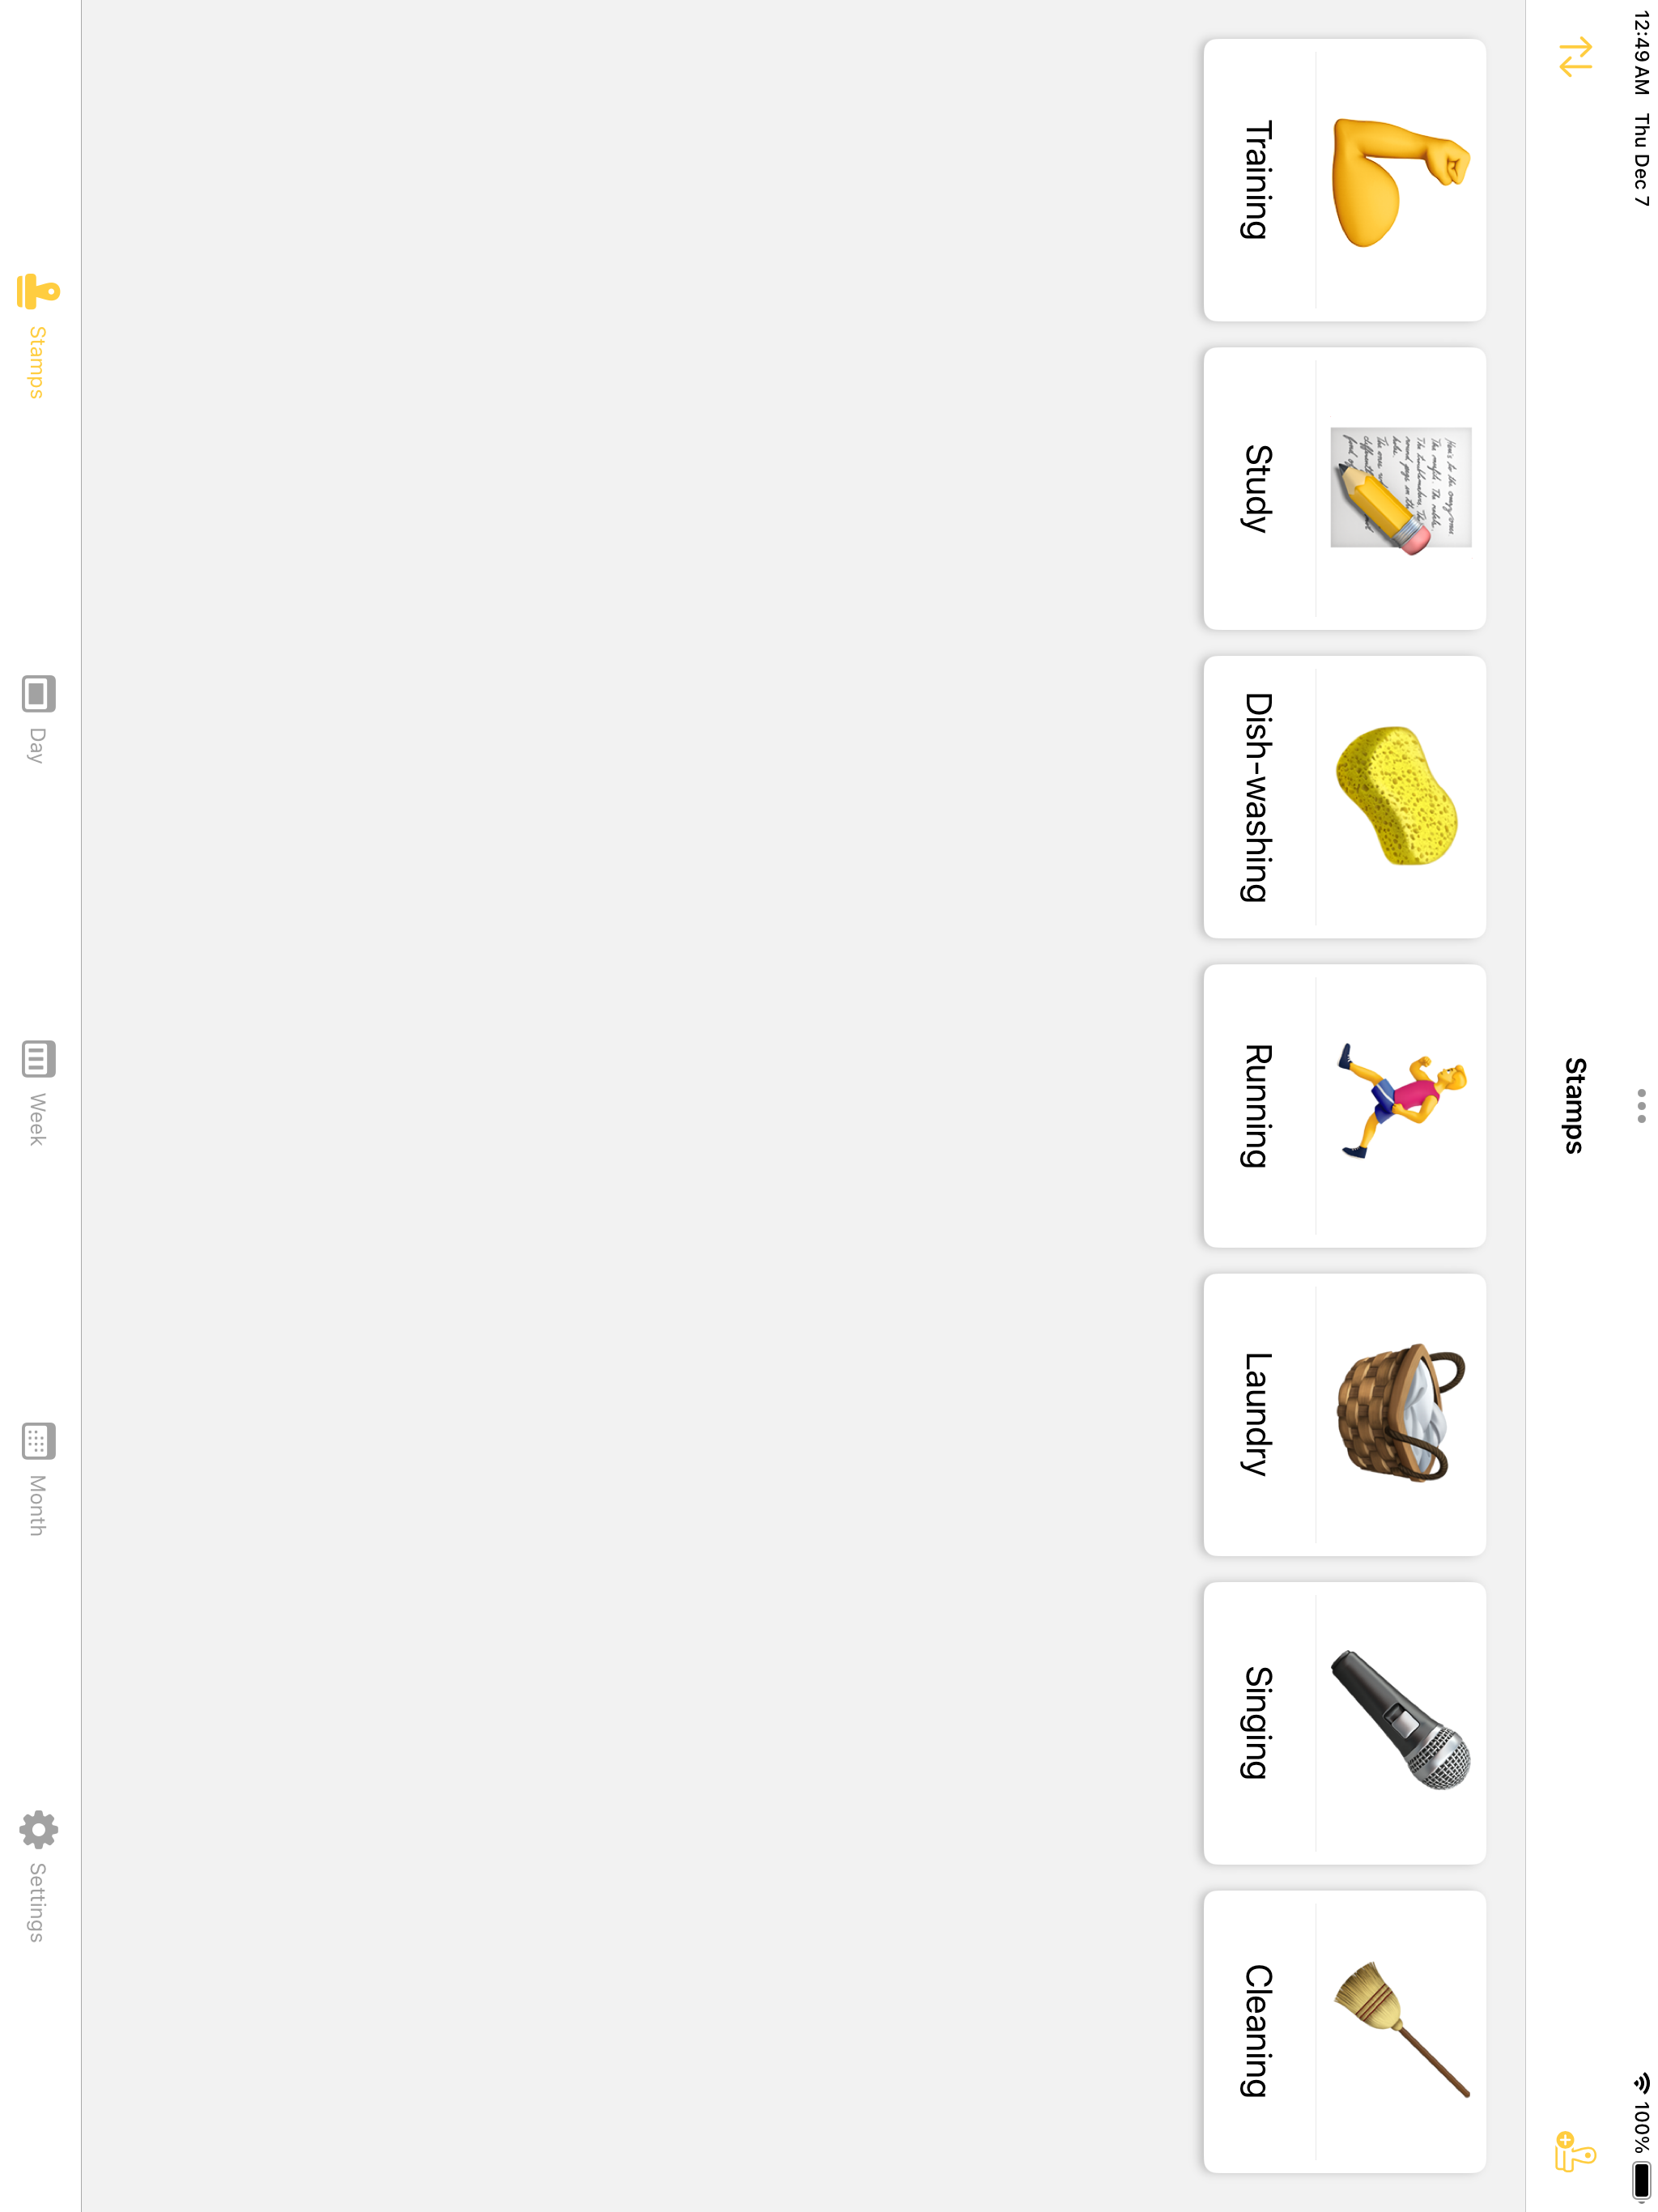 12:49 AM Thu Dec 7
100%
Stamps
Training
Study
Dish-washing
Running
Laundry
Singing
Cleaning
Stamps
Day
Week
Month
Settings